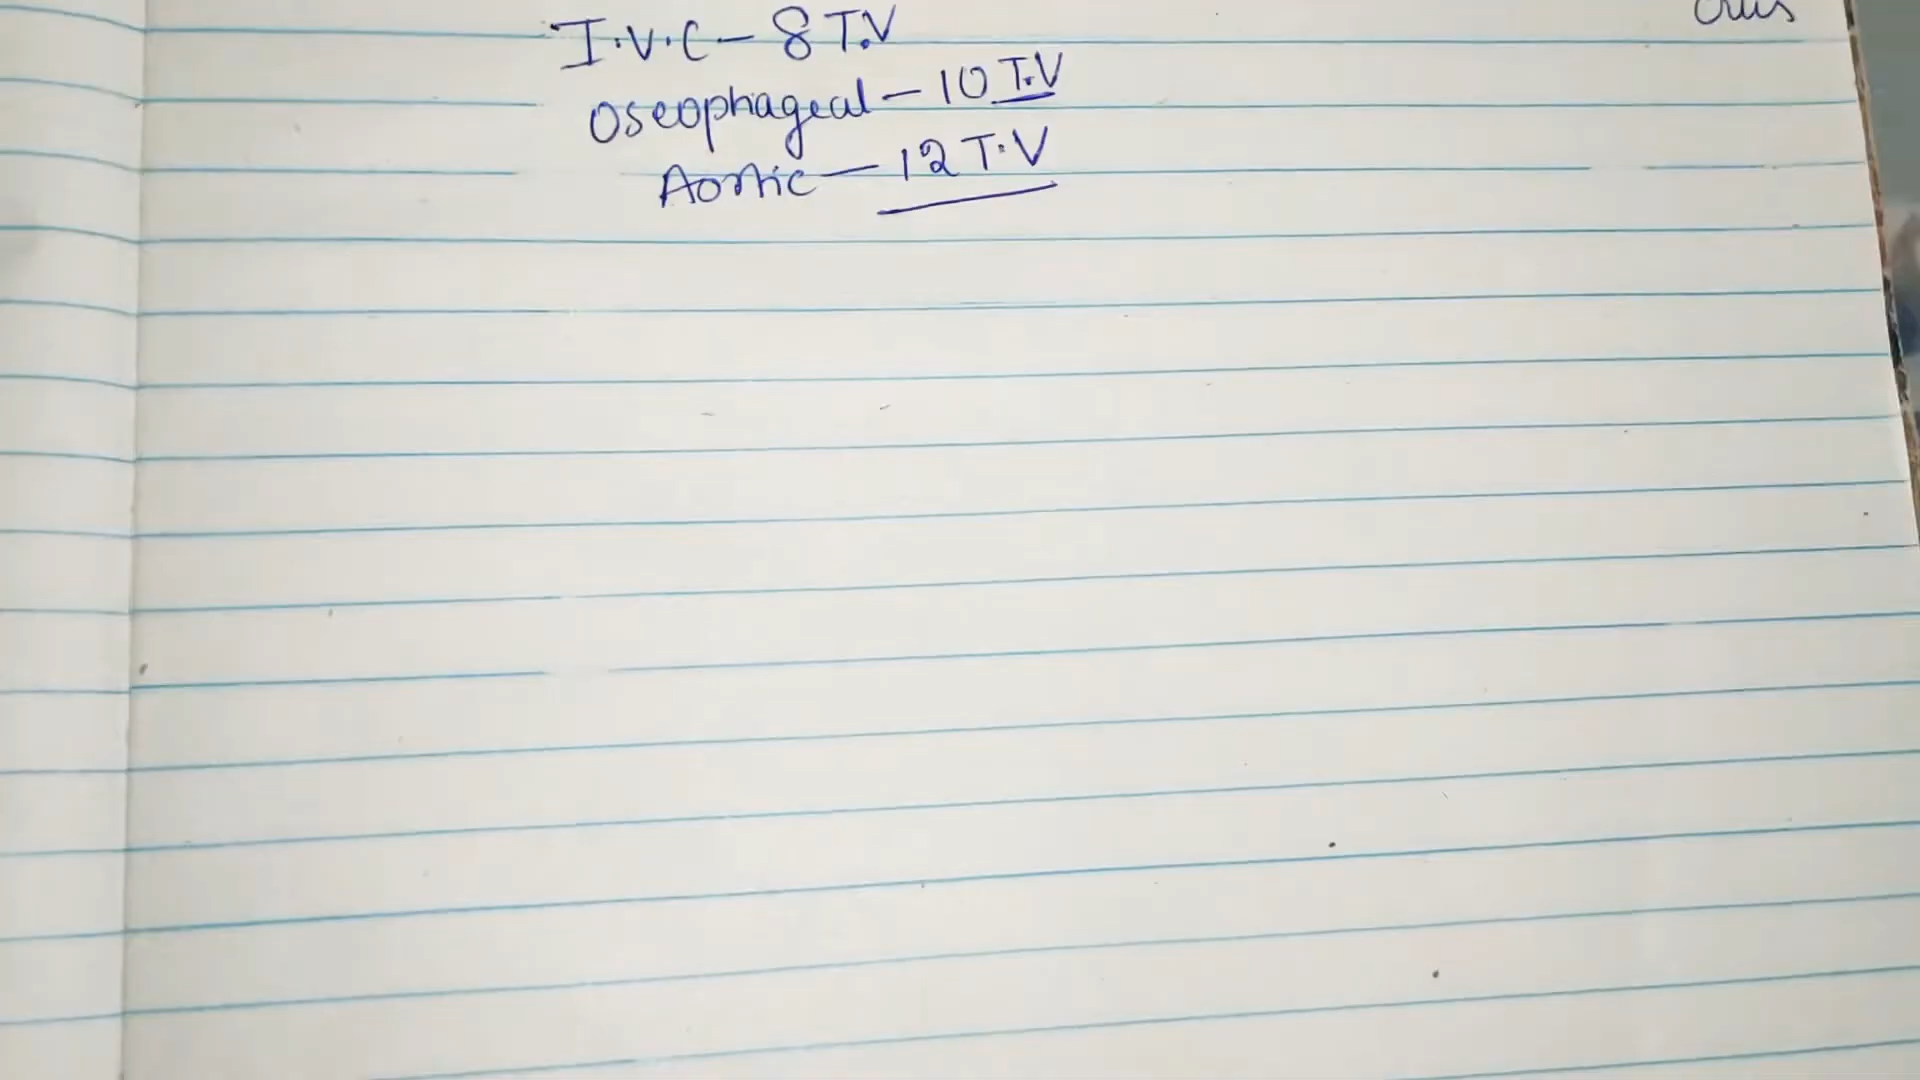 I.V.C – 8 T.V
Oseophageal – 10 T.V
Aortic – 12 T.V